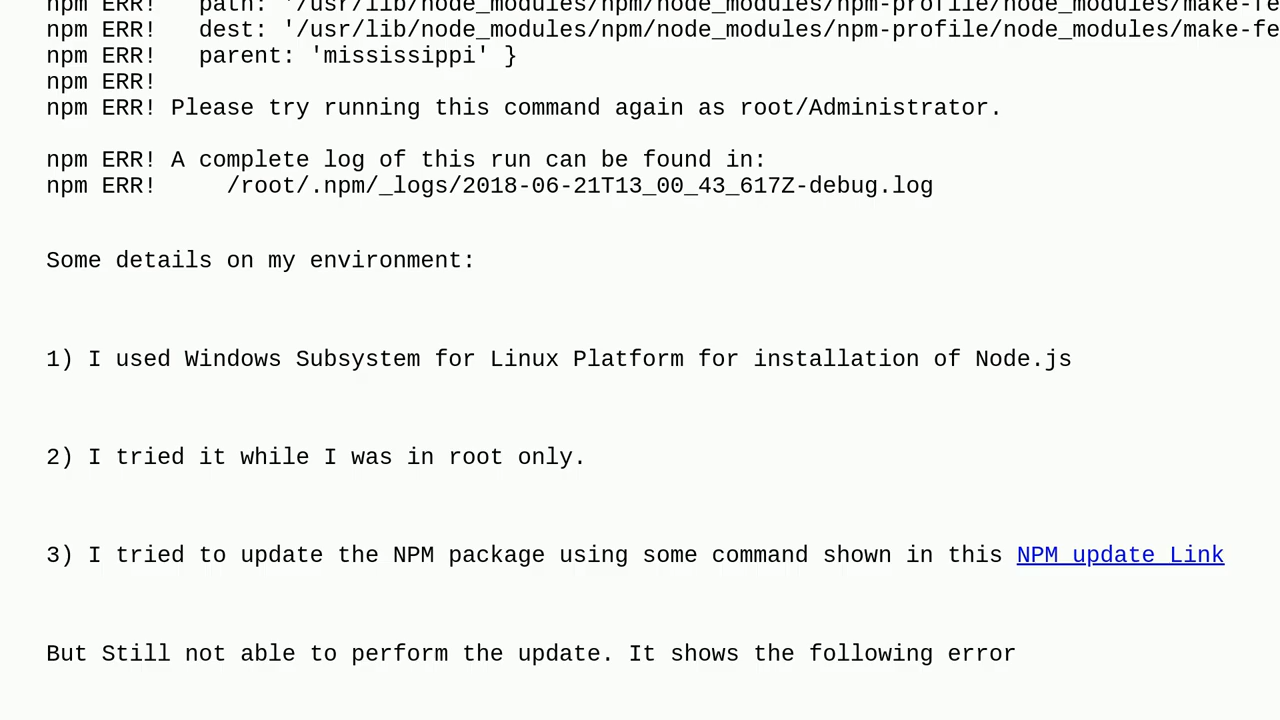 npm ERR!   path: '/usr/lib/node_modules/npm/node_modules/npm-profile/node_modules/make-fe
npm ERR!   dest: '/usr/lib/node_modules/npm/node_modules/npm-profile/node_modules/make-fe
npm ERR!   parent: 'mississippi' }
npm ERR!
npm ERR! Please try running this command again as root/Administrator.
npm ERR! A complete log of this run can be found in:
npm ERR!     /root/.npm/_logs/2018-06-21T13_00_43_617Z-debug.log
Some details on my environment:
1) I used Windows Subsystem for Linux Platform for installation of Node.js
2) I tried it while I was in root only.
3) I tried to update the NPM package using some command shown in this NPM update Link
But Still not able to perform the update. It shows the following error